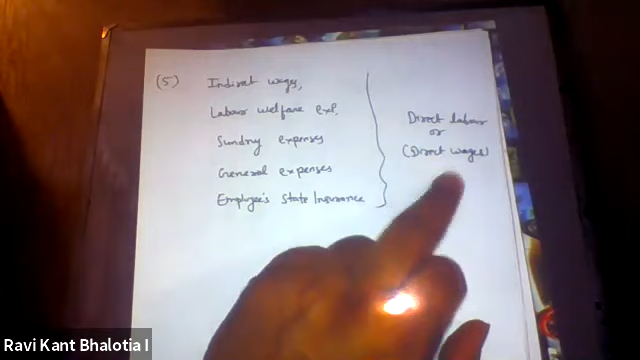 (5) Indirect wages,
Labour welfare exp.
Sundry expenses
General expenses
Employee's State Insurance
Direct labour
or
(Direct wages)
Ravi Kant Bhalotia I